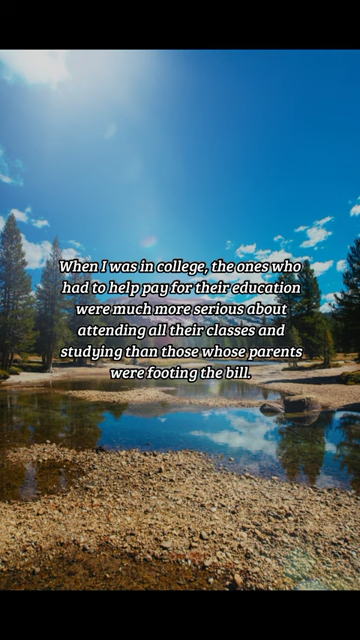 When I was in college, the ones who
had to help pay for their education
were much more serious about
attending all their classes and
studying than those whose parents
were footing the bill.